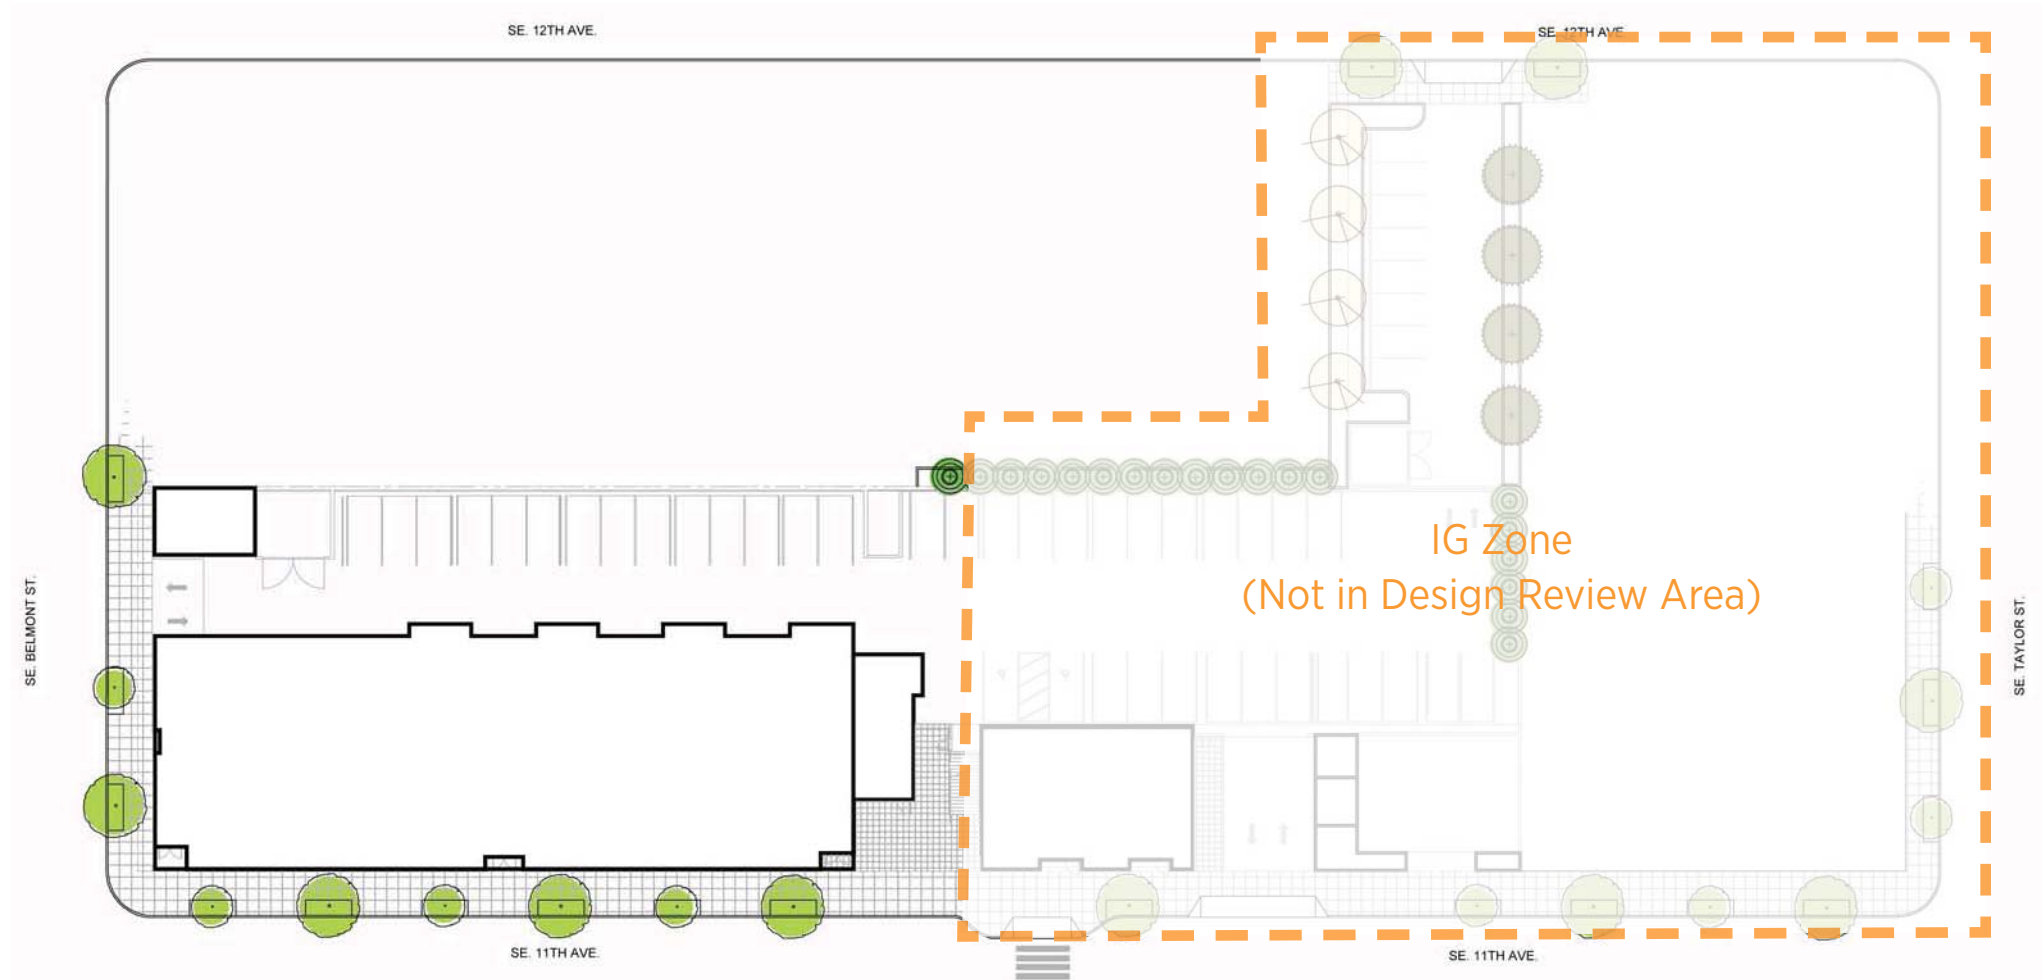 SE. 12TH AVE.
SE. 12TH AVE.
IG Zone
(Not in Design Review Area)
SE. BELMONT ST.
SE. TAYLOR ST.
SE. 11TH AVE.
SE. 11TH AVE.